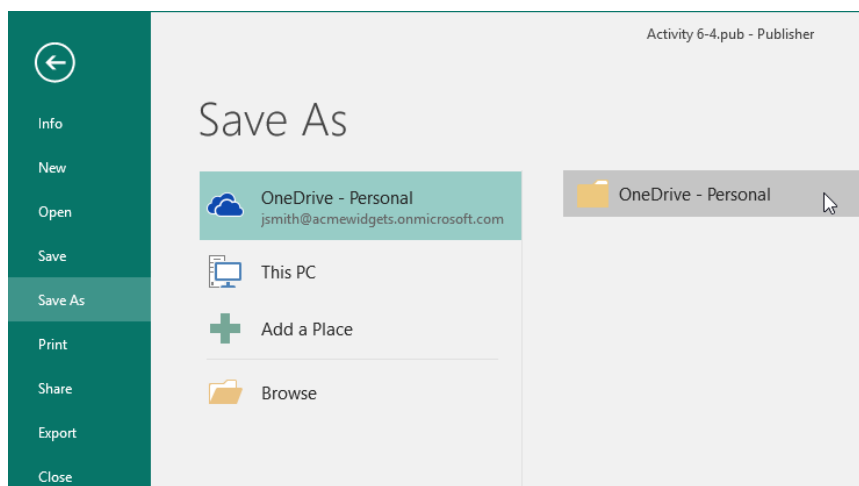 Activity 6-4.pub - Publisher
Info
New
Open
Save
Save As
Print
Share
Export
Close
Save As
OneDrive - Personal
jsmith@acmewidgets.onmicrosoft.com
This PC
Add a Place
Browse
OneDrive - Personal